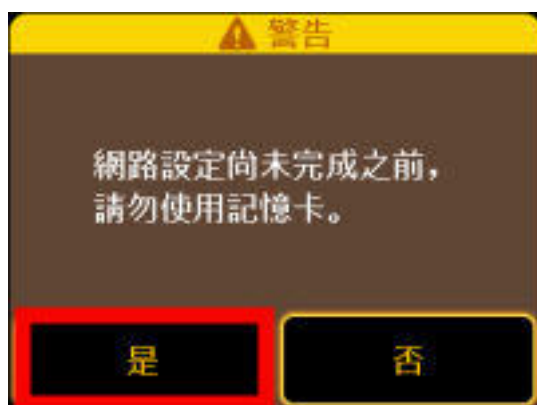 警告
網路設定尚未完成之前，
請勿使用記憶卡。
是
否